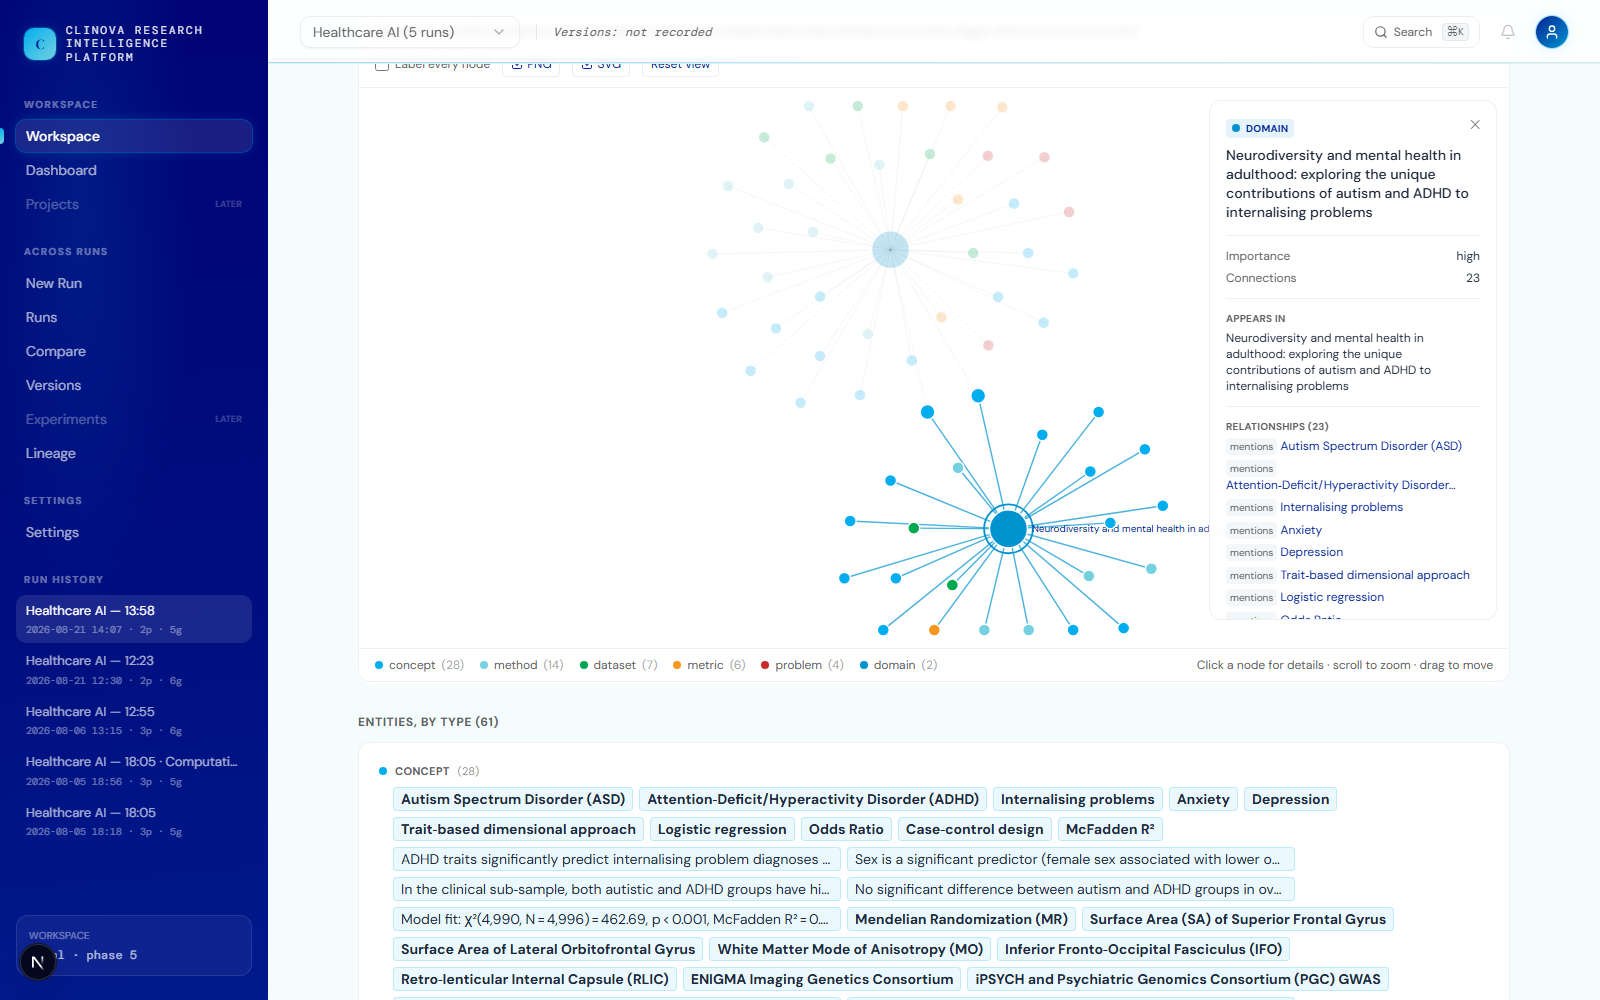 C
CLINOVA RESEARCH
INTELLIGENCE
PLATFORM
WORKSPACE
Workspace
Dashboard
Projects LATER
ACROSS RUNS
New Run
Runs
Compare
Versions
Experiments LATER
Lineage
SETTINGS
Settings
RUN HISTORY
Healthcare AI — 13:58
2026-08-21 14:07 · 2p · 5g
Healthcare AI — 12:23
2026-08-21 12:30 · 2p · 6g
Healthcare AI — 12:55
2026-08-06 13:15 · 3p · 6g
Healthcare AI — 18:05 · Computati…
2026-08-05 18:56 · 3p · 5g
Healthcare AI — 18:05
2026-08-05 18:18 · 3p · 5g
WORKSPACE
N
l · phase 5
Healthcare AI (5 runs)
Versions: not recorded
Search ⌘K
Label every node PNG SVG Reset view
Neurodiversity and mental health in ad
DOMAIN
Neurodiversity and mental health in
adulthood: exploring the unique
contributions of autism and ADHD to
internalising problems
Importance high
Connections 23
APPEARS IN
Neurodiversity and mental health in
adulthood: exploring the unique
contributions of autism and ADHD to
internalising problems
RELATIONSHIPS (23)
mentions Autism Spectrum Disorder (ASD)
mentions
Attention-Deficit/Hyperactivity Disorder…
mentions Internalising problems
mentions Anxiety
mentions Depression
mentions Trait-based dimensional approach
mentions Logistic regression
mentions Odds Ratio
concept (28) method (14) dataset (7) metric (6) problem (4) domain (2)
Click a node for details · scroll to zoom · drag to move
ENTITIES, BY TYPE (61)
CONCEPT (28)
Autism Spectrum Disorder (ASD) Attention-Deficit/Hyperactivity Disorder (ADHD) Internalising problems Anxiety Depression
Trait-based dimensional approach Logistic regression Odds Ratio Case-control design McFadden R²
ADHD traits significantly predict internalising problem diagnoses … Sex is a significant predictor (female sex associated with lower o…
In the clinical sub-sample, both autistic and ADHD groups have hi… No significant difference between autism and ADHD groups in ov…
Model fit: χ²(4,990, N = 4,996) = 462.69, p < 0.001, McFadden R² = 0.… Mendelian Randomization (MR) Surface Area (SA) of Superior Frontal Gyrus
Surface Area of Lateral Orbitofrontal Gyrus White Matter Mode of Anisotropy (MO) Inferior Fronto-Occipital Fasciculus (IFO)
Retro-lenticular Internal Capsule (RLIC) ENIGMA Imaging Genetics Consortium iPSYCH and Psychiatric Genomics Consortium (PGC) GWAS